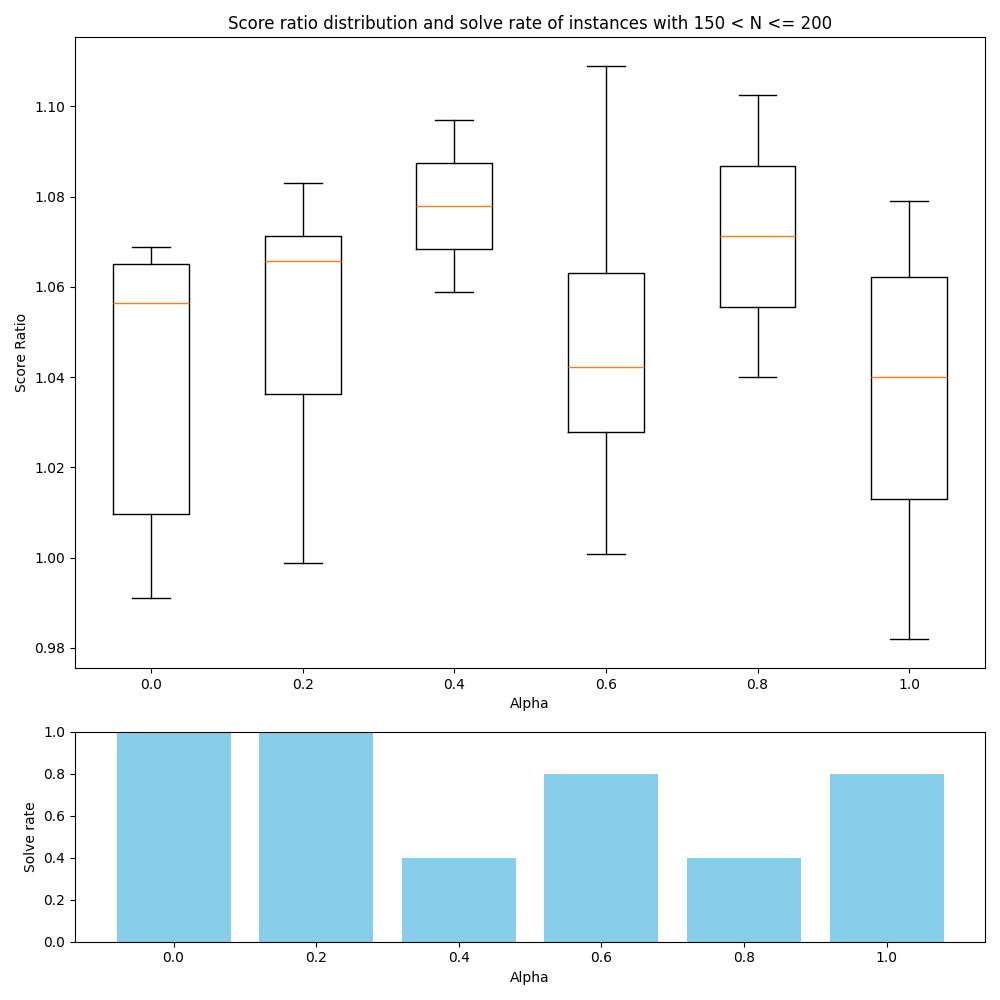 Score ratio distribution and solve rate of instances with 150 < N <= 200
1.10
1.08
1.06
1.04
1.02
1.00
0.98
Score Ratio
0.0 0.2 0.4 0.6 0.8 1.0
Alpha
1.0
0.8
0.6
0.4
0.2
0.0
Solve rate
0.0 0.2 0.4 0.6 0.8 1.0
Alpha